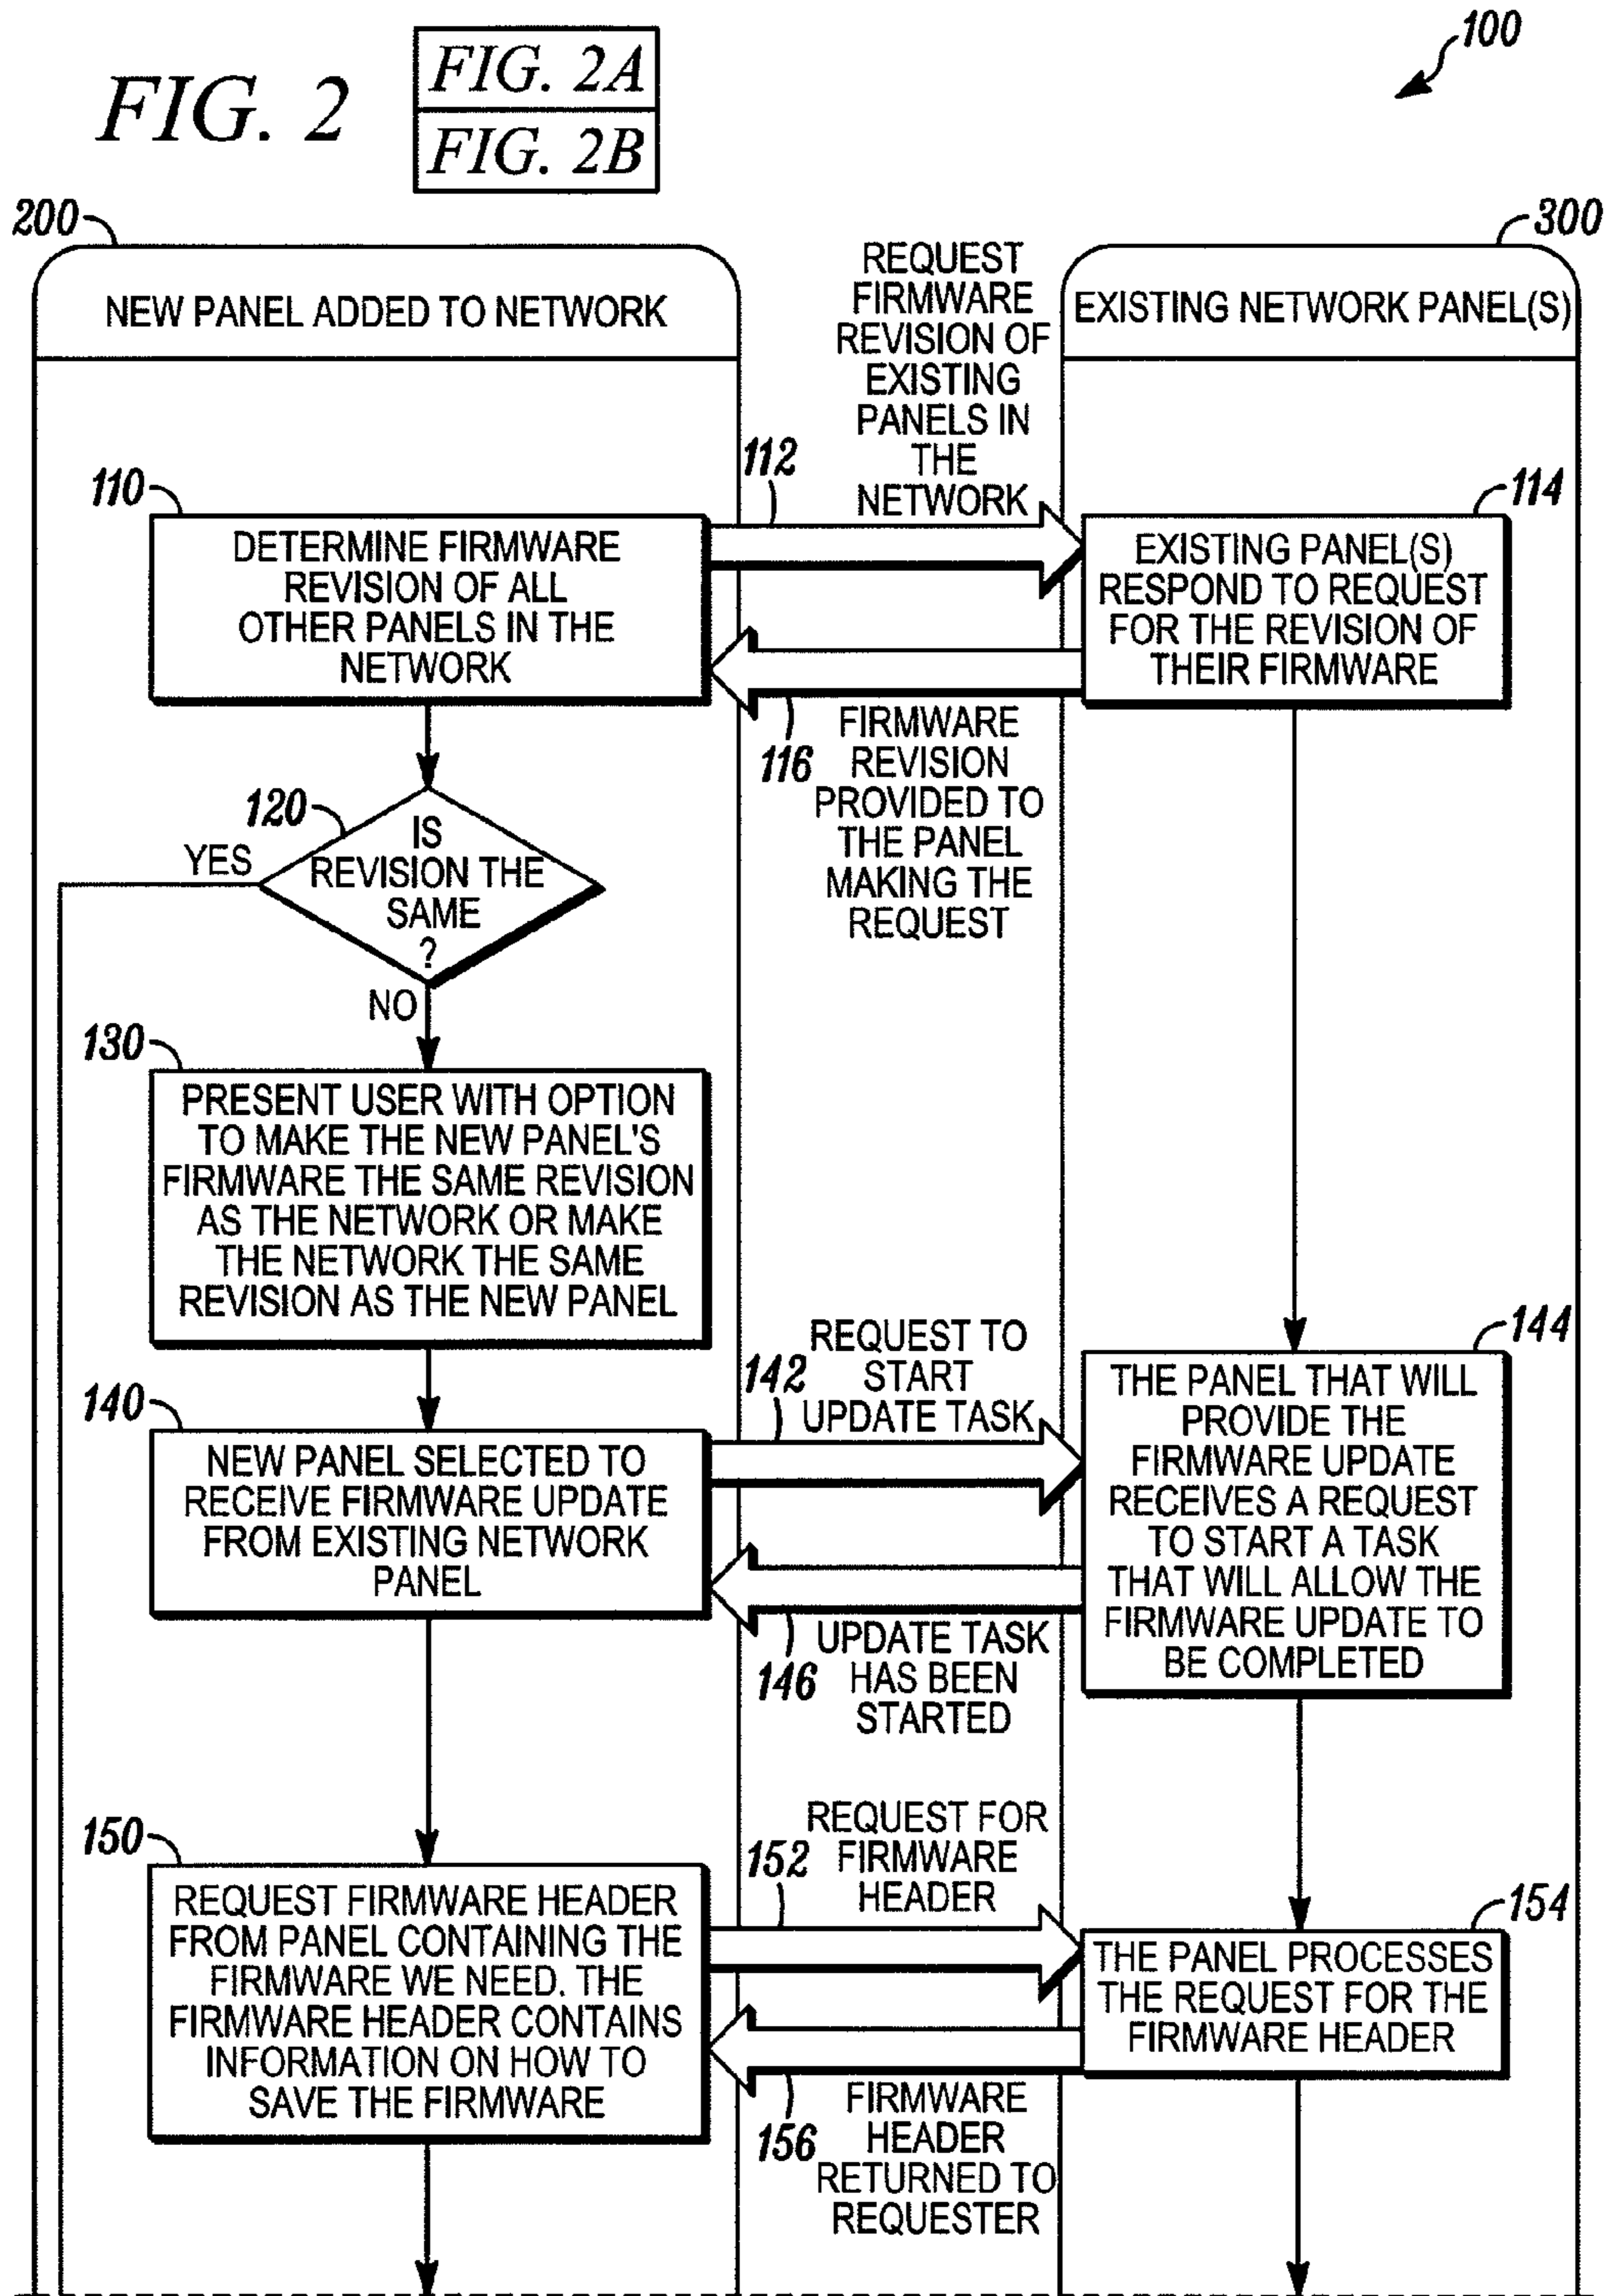 FIG. 2
FIG. 2A
FIG. 2B
100
200
300
NEW PANEL ADDED TO NETWORK
EXISTING NETWORK PANEL(S)
REQUEST
FIRMWARE
REVISION OF
EXISTING
PANELS IN
THE
NETWORK
110
112
114
DETERMINE FIRMWARE
REVISION OF ALL
OTHER PANELS IN THE
NETWORK
EXISTING PANEL(S)
RESPOND TO REQUEST
FOR THE REVISION OF
THEIR FIRMWARE
116
FIRMWARE
REVISION
PROVIDED TO
THE PANEL
MAKING THE
REQUEST
120
YES
IS
REVISION THE
SAME
?
NO
130
PRESENT USER WITH OPTION
TO MAKE THE NEW PANEL'S
FIRMWARE THE SAME REVISION
AS THE NETWORK OR MAKE
THE NETWORK THE SAME
REVISION AS THE NEW PANEL
140
NEW PANEL SELECTED TO
RECEIVE FIRMWARE UPDATE
FROM EXISTING NETWORK
PANEL
142
REQUEST TO
START
UPDATE TASK
144
THE PANEL THAT WILL
PROVIDE THE
FIRMWARE UPDATE
RECEIVES A REQUEST
TO START A TASK
THAT WILL ALLOW THE
FIRMWARE UPDATE TO
BE COMPLETED
146
UPDATE TASK
HAS BEEN
STARTED
150
REQUEST FIRMWARE HEADER
FROM PANEL CONTAINING THE
FIRMWARE WE NEED. THE
FIRMWARE HEADER CONTAINS
INFORMATION ON HOW TO
SAVE THE FIRMWARE
152
REQUEST FOR
FIRMWARE
HEADER
154
THE PANEL PROCESSES
THE REQUEST FOR THE
FIRMWARE HEADER
156
FIRMWARE
HEADER
RETURNED TO
REQUESTER